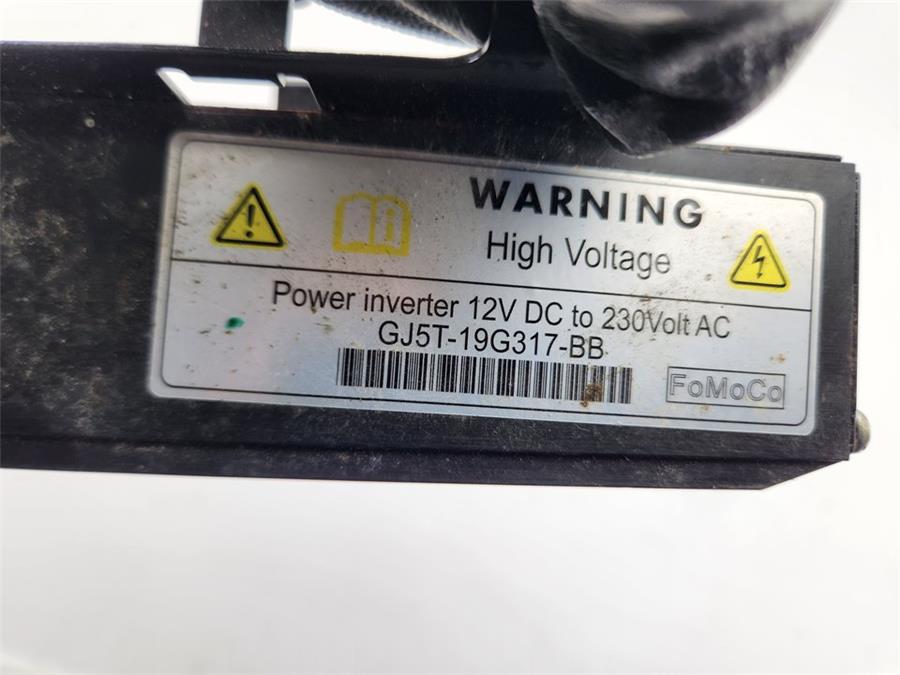 WARNING
High Voltage
Power inverter 12V DC to 230Volt AC
GJ5T-19G317-BB
FoMoCo